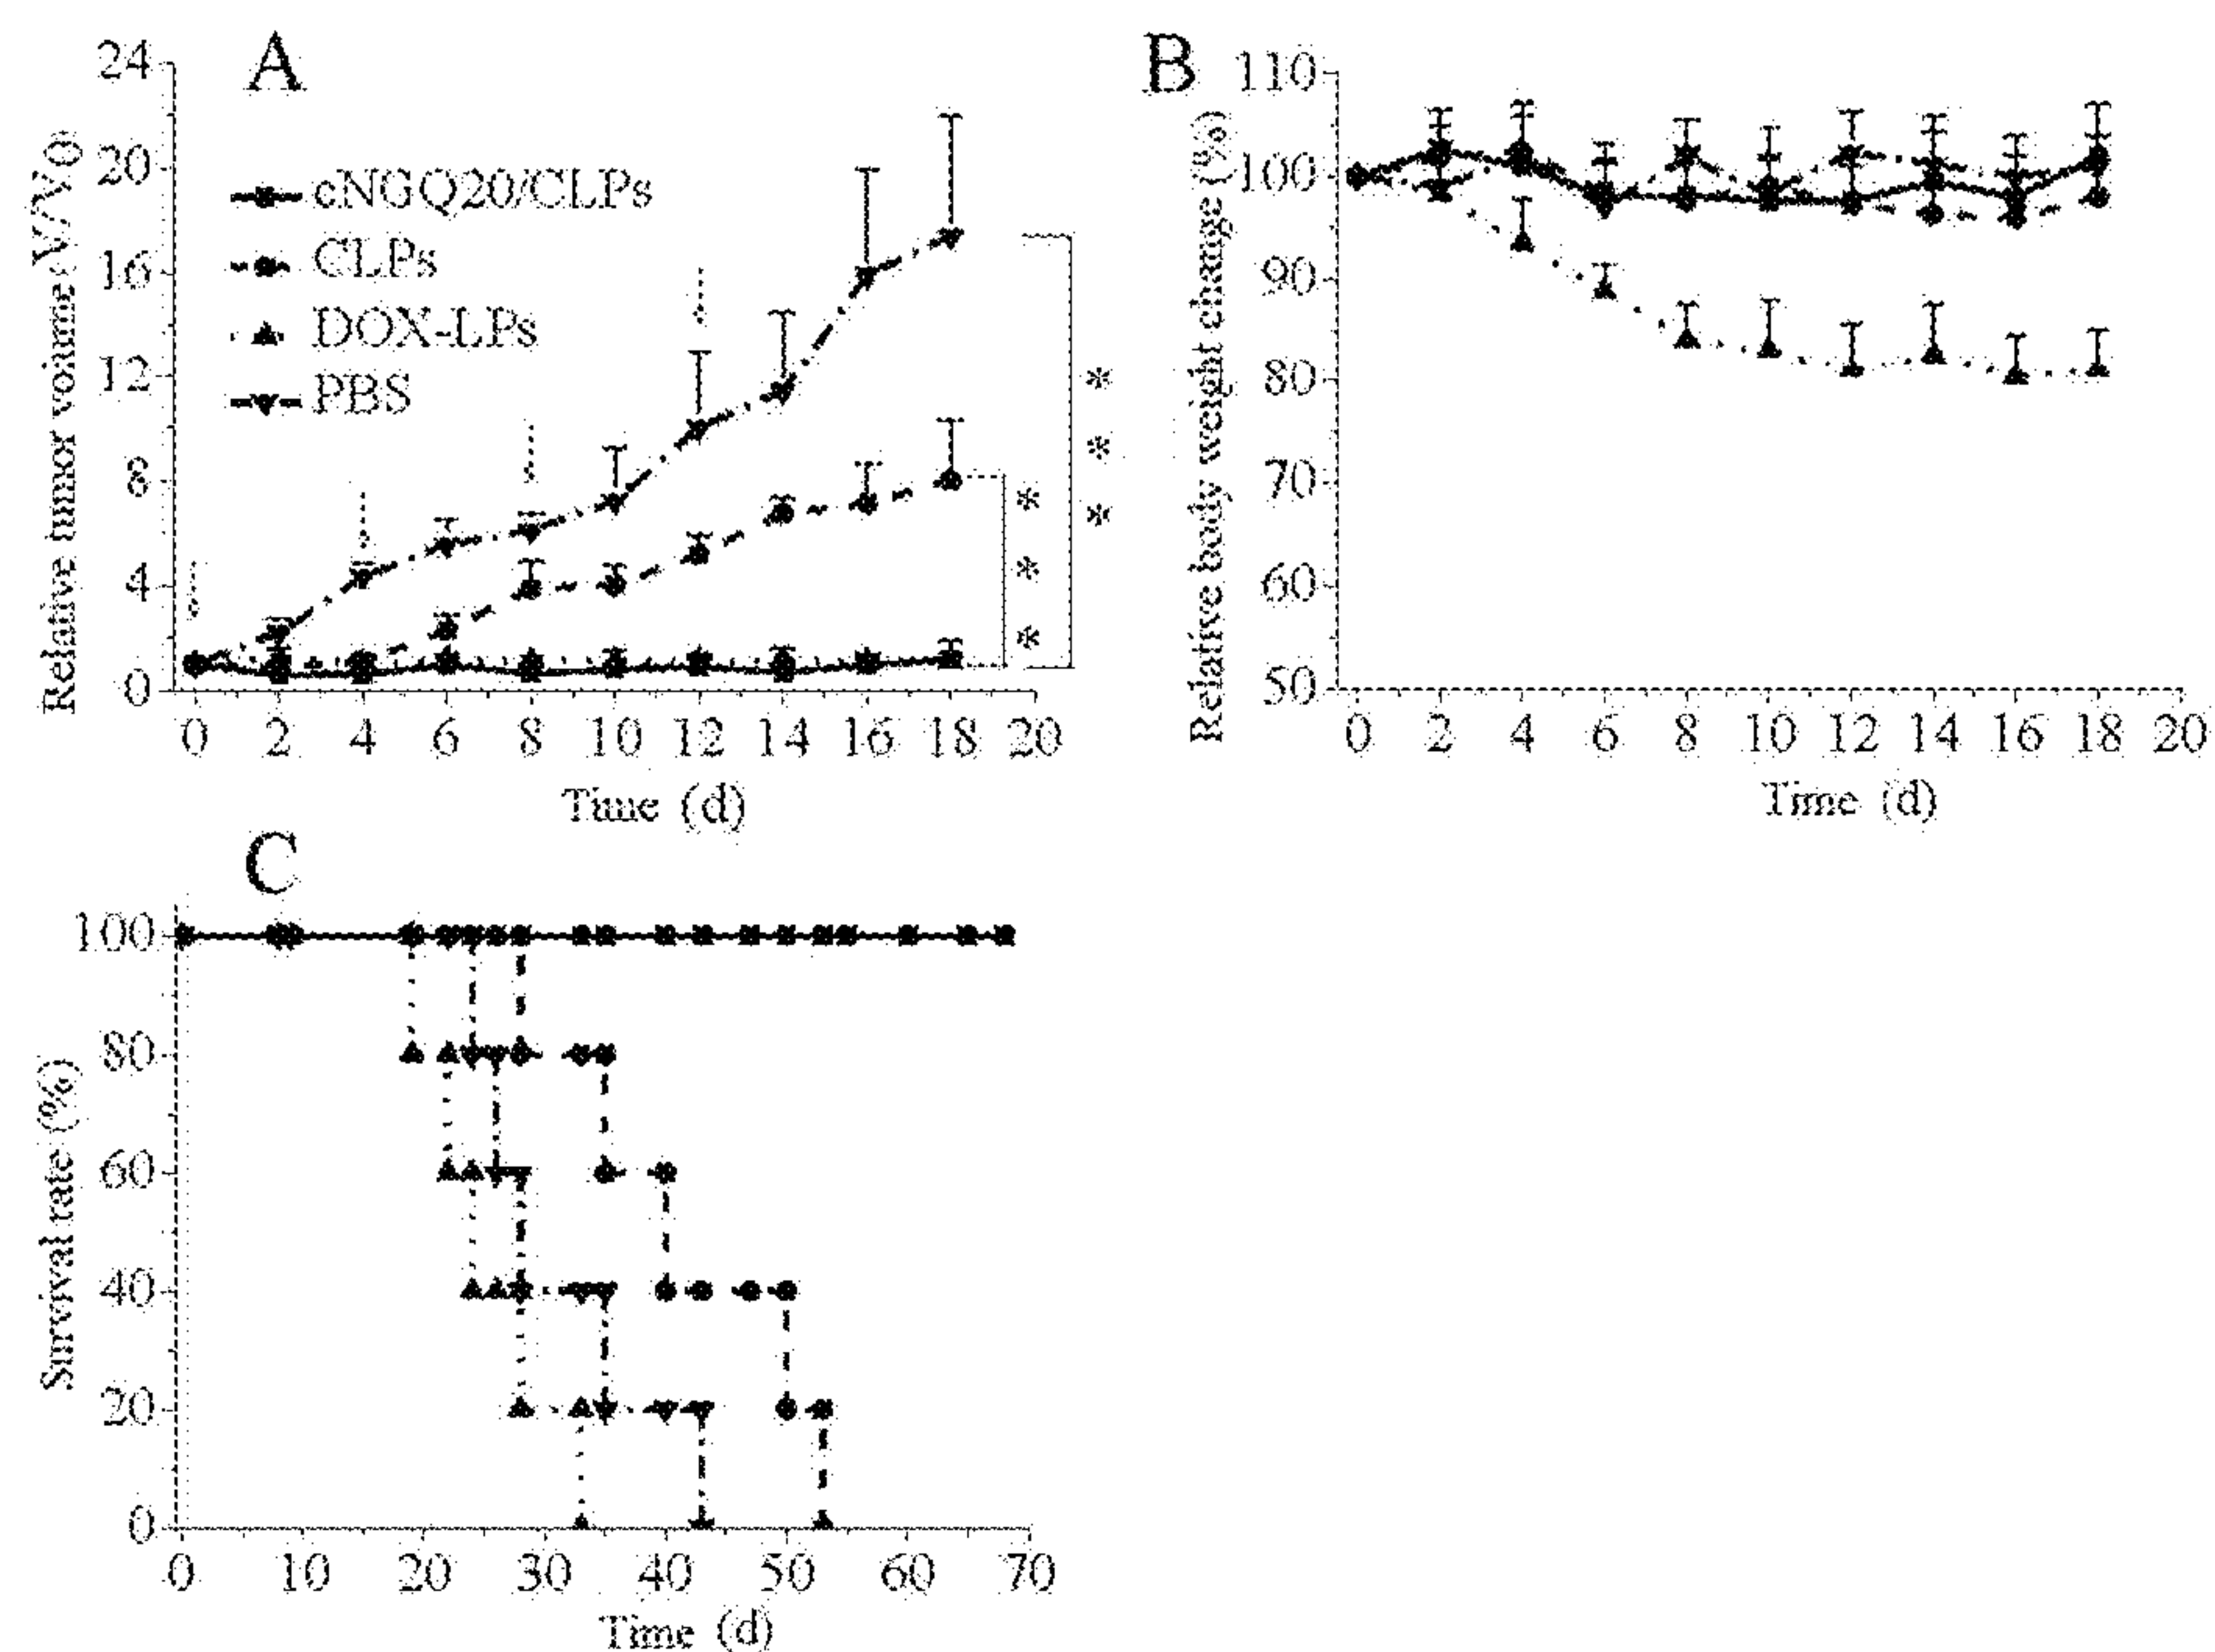 A
24
20
16
12
8
4
0
Relative tumor volume V/V0
cNGQ20/CLPs
CLPs
DOX-LPs
PBS
*
*
*
*
*
*
0 2 4 6 8 10 12 14 16 18 20
Time (d)
B
110
100
90
80
70
60
50
Relative body weight change (%)
0 2 4 6 8 10 12 14 16 18 20
Time (d)
C
100
80
60
40
20
0
Survival rate (%)
0 10 20 30 40 50 60 70
Time (d)